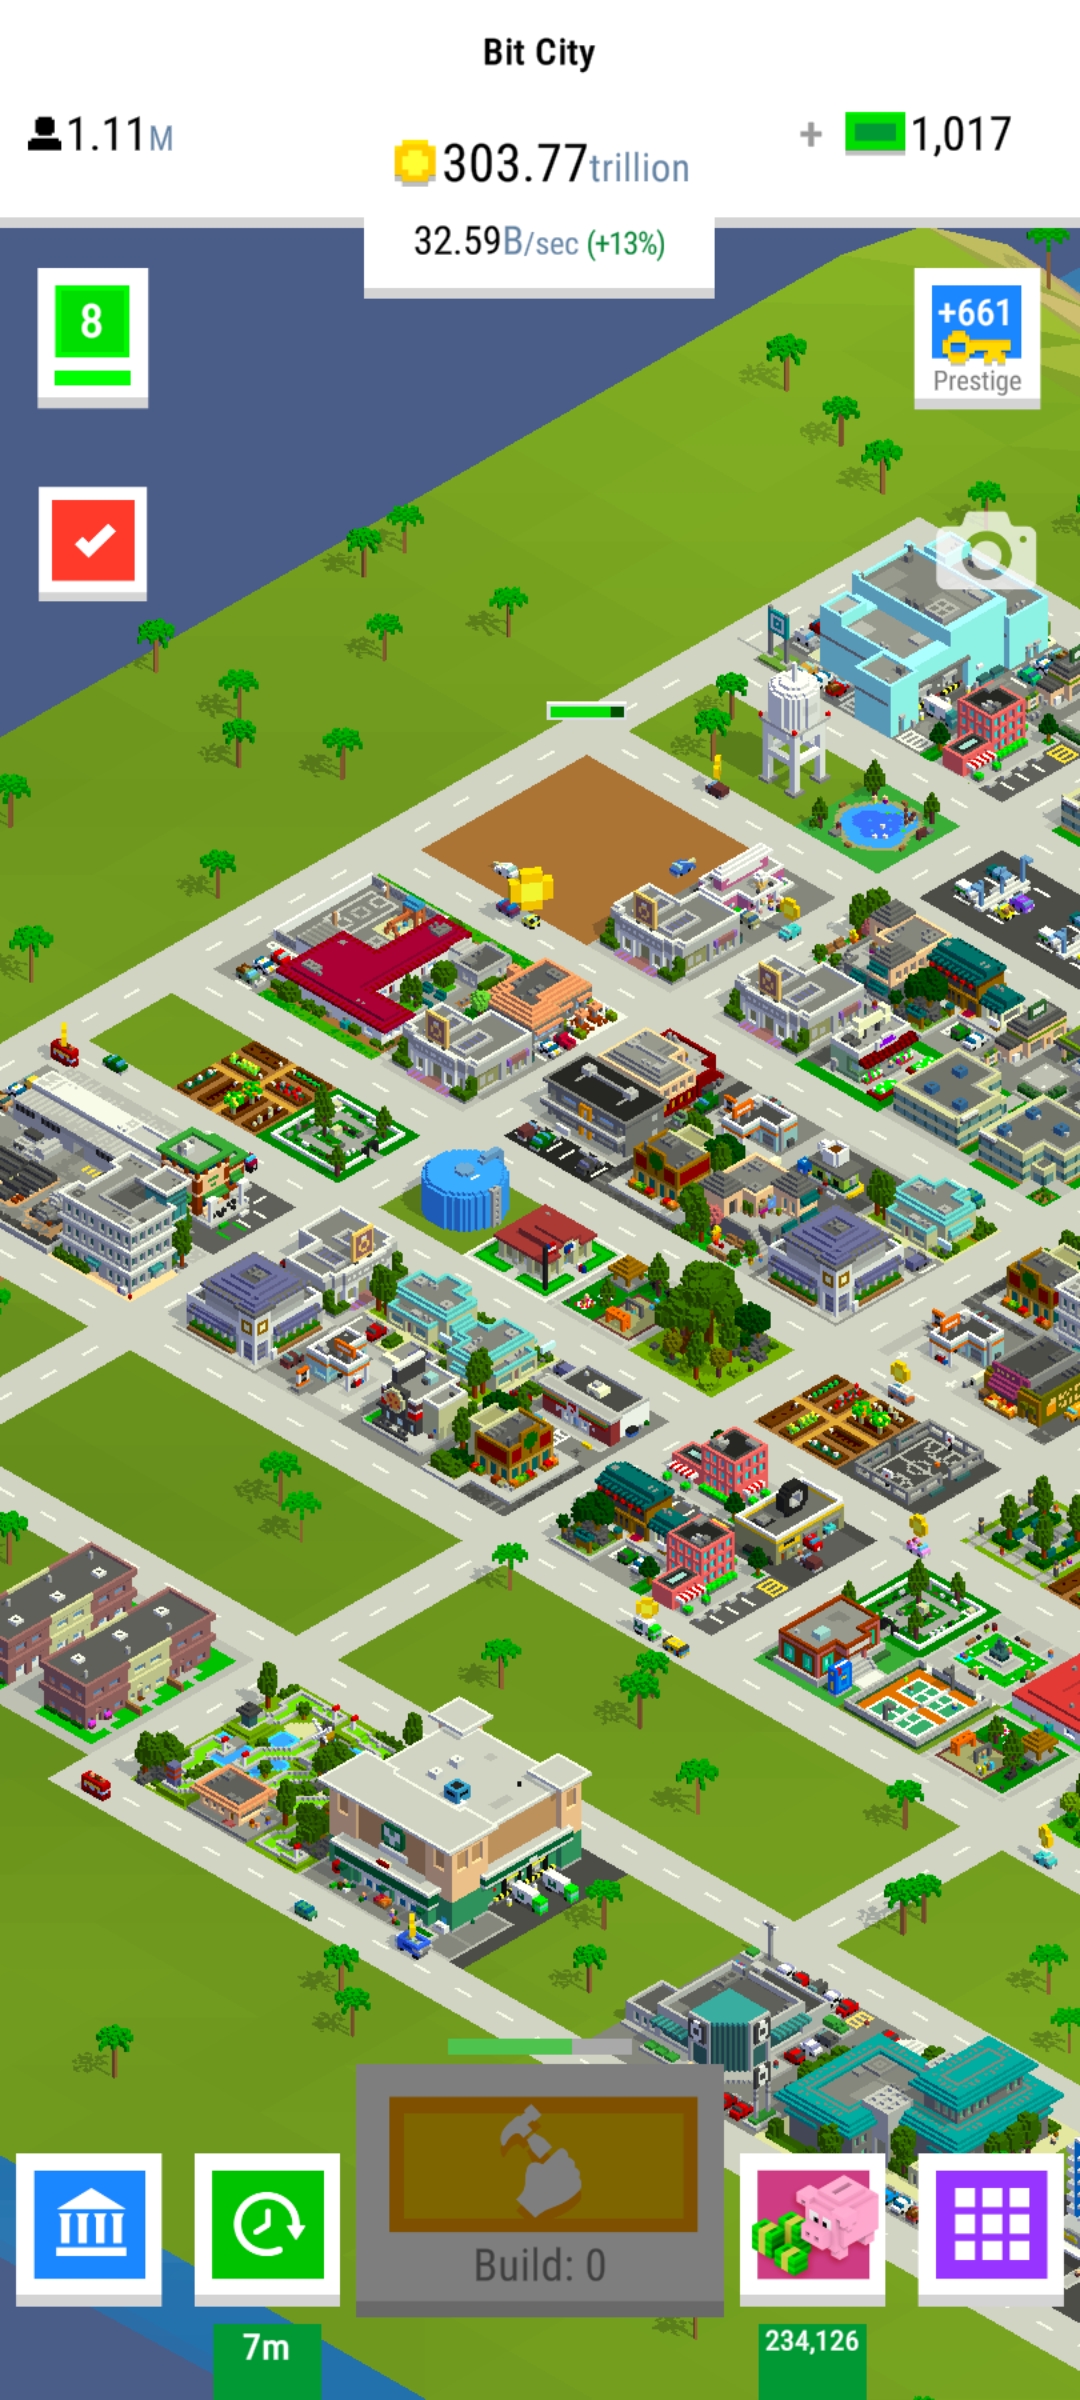 Bit City
1.11M
303.77trillion
+ 1,017
32.59B/sec (+13%)
8
+661
Prestige
Build: 0
7m
234,126